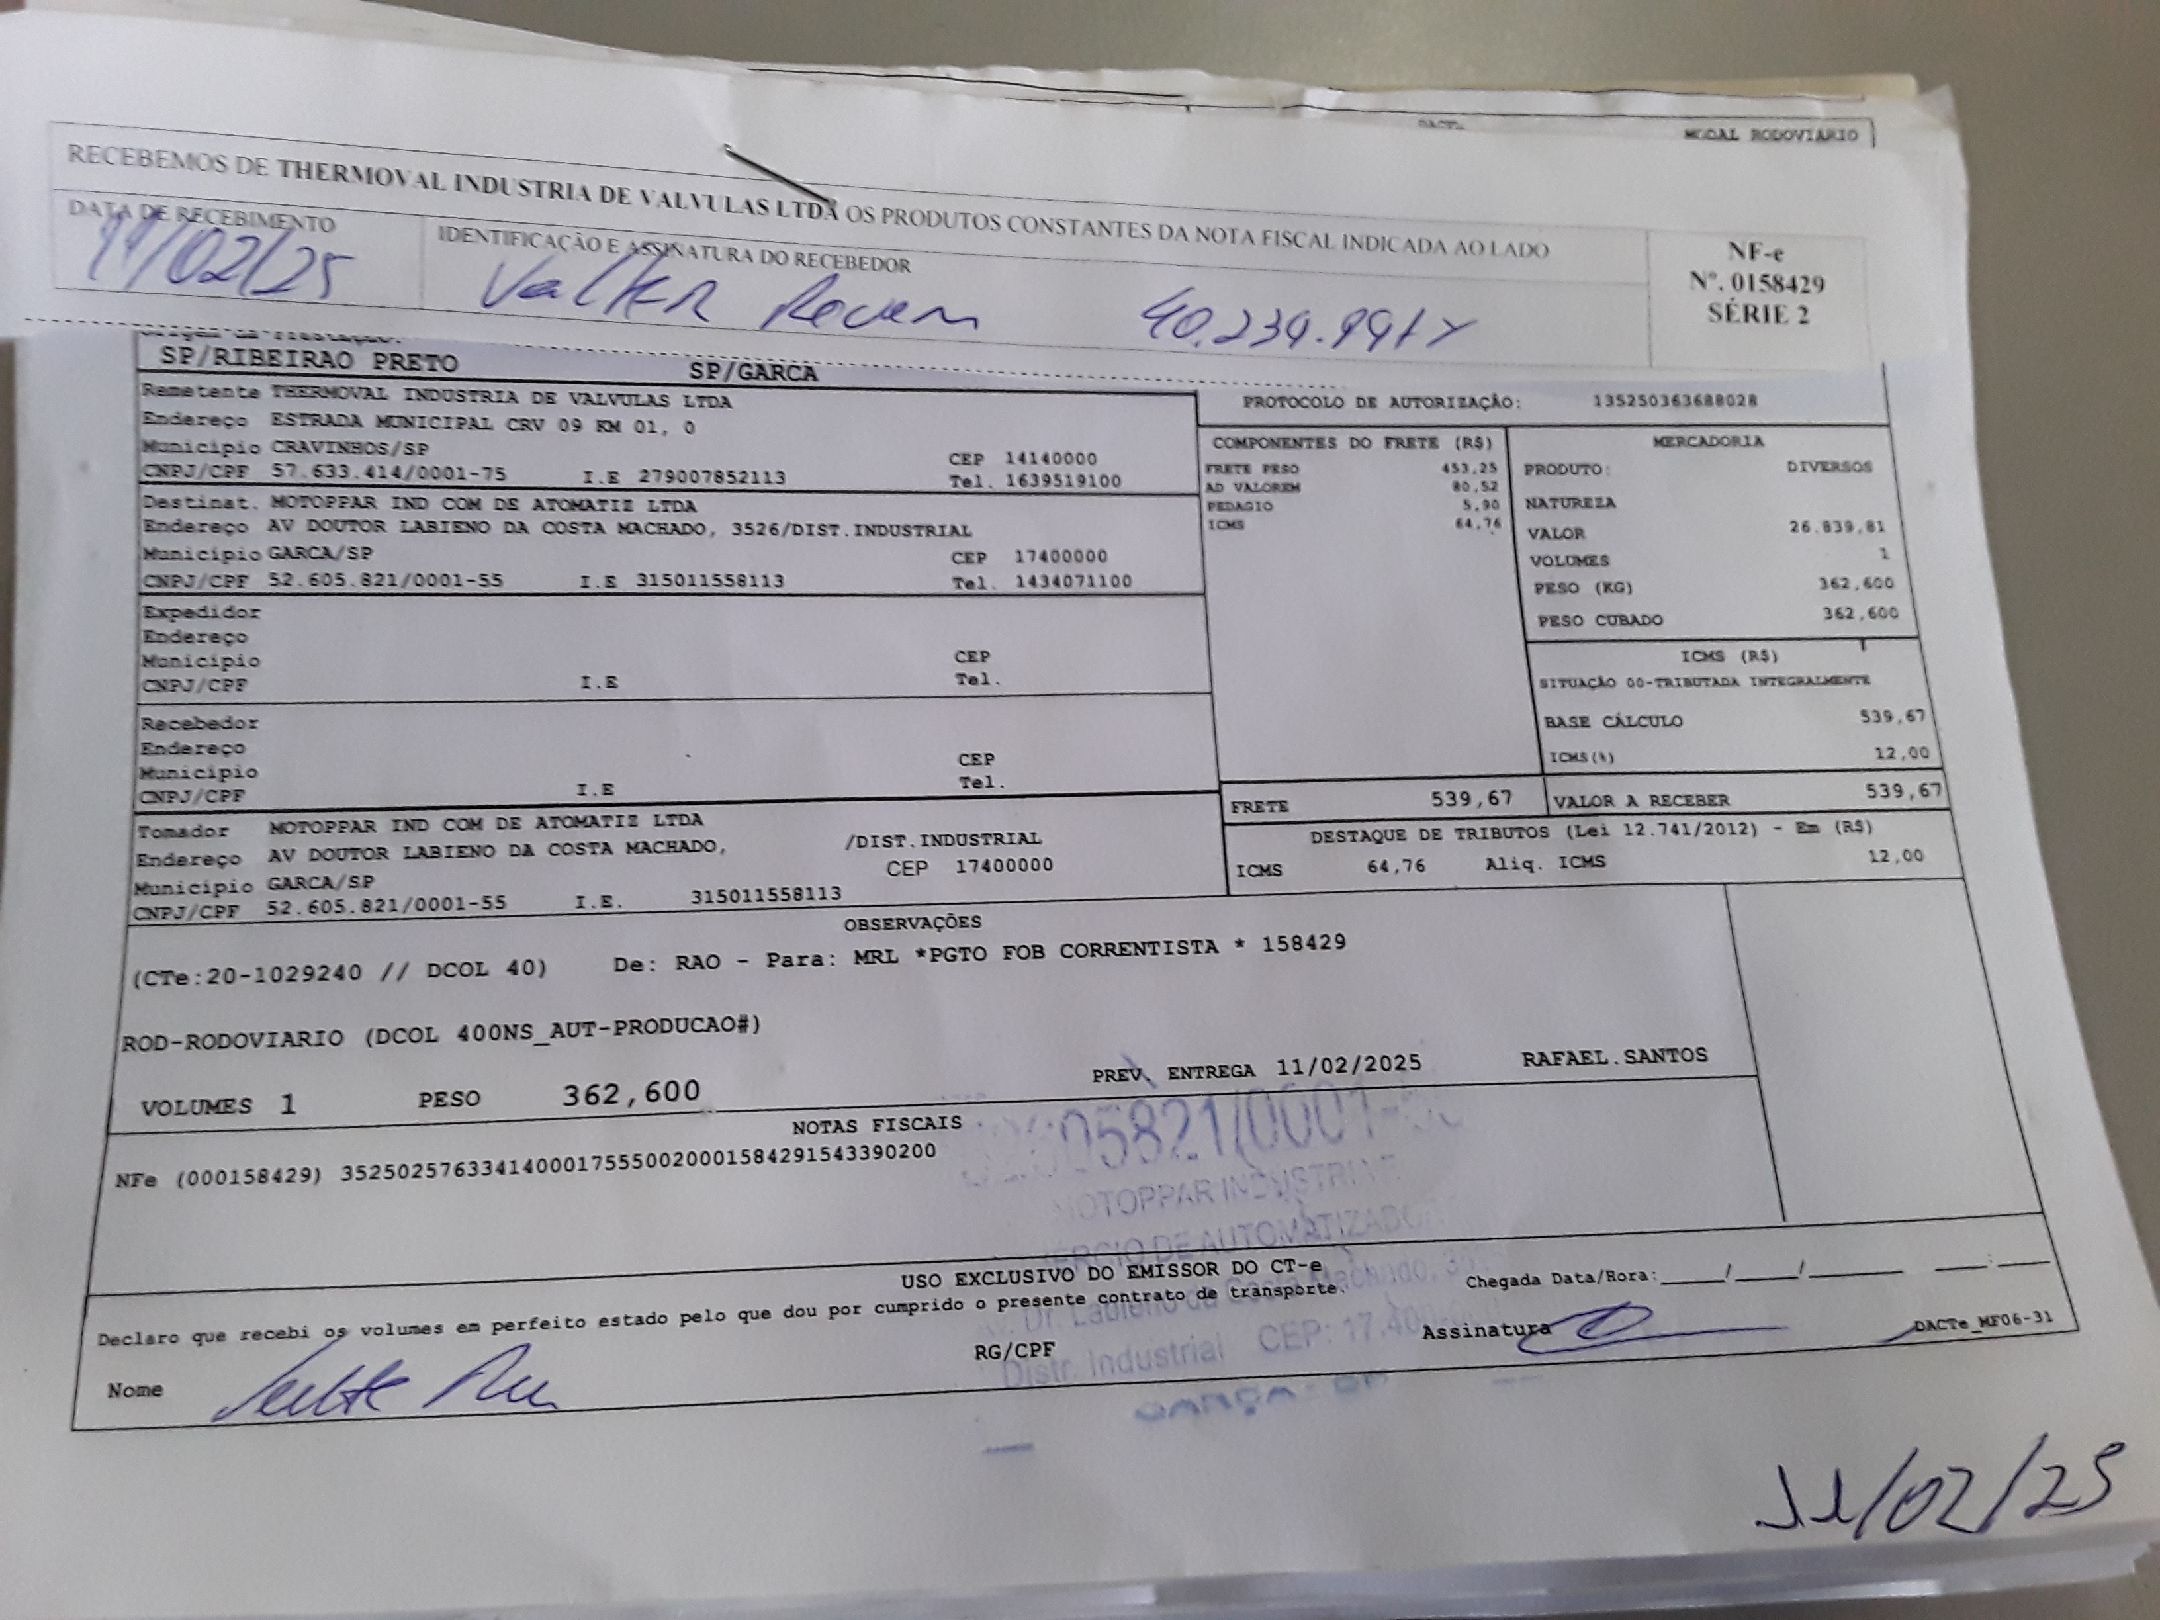 MODAL RODOVIARIO
RECEBEMOS DE THERMOVAL INDUSTRIA DE VALVULAS LTDA OS PRODUTOS CONSTANTES DA NOTA FISCAL INDICADA AO LADO
DATA DE RECEBIMENTO
11/02/25
IDENTIFICAÇÃO E ASSINATURA DO RECEBEDOR
Valter
NF-e
Nº. 0158429
SÉRIE 2
SP/RIBEIRAO PRETO SP/GARCA
Remetente THERMOVAL INDUSTRIA DE VALVULAS LTDA
Endereço ESTRADA MUNICIPAL CRV 09 KM 01, 0
Município CRAVINHOS/SP CEP 14140000
CNPJ/CPF 57.633.414/0001-75 I.E 279007852113 Tel. 1639519100
Destinat. MOTOPPAR IND COM DE ATOMATIZ LTDA
Endereço AV DOUTOR LABIENO DA COSTA MACHADO, 3526/DIST.INDUSTRIAL
Município GARCA/SP CEP 17400000
CNPJ/CPF 52.605.821/0001-55 I.E 315011558113 Tel. 1434071100
Expedidor
Endereço
Município CEP
CNPJ/CPF I.E Tel.
Recebedor
Endereço
Município CEP
CNPJ/CPF I.E Tel.
Tomador MOTOPPAR IND COM DE ATOMATIZ LTDA
Endereço AV DOUTOR LABIENO DA COSTA MACHADO, /DIST.INDUSTRIAL
Município GARCA/SP CEP 17400000
CNPJ/CPF 52.605.821/0001-55 I.E. 315011558113
PROTOCOLO DE AUTORIZAÇÃO: 135250363688028
COMPONENTES DO FRETE (R$)
FRETE PESO 453,25
AD VALOREM 80,52
PEDAGIO 5,90
ICMS 64,76
MERCADORIA
PRODUTO: DIVERSOS
NATUREZA
VALOR 26.839,81
VOLUMES 1
PESO (KG) 362,600
PESO CUBADO 362,600
ICMS (R$)
SITUAÇÃO 00-TRIBUTADA INTEGRALMENTE
BASE CÁLCULO 539,67
ICMS(%) 12,00
FRETE 539,67 VALOR A RECEBER 539,67
DESTAQUE DE TRIBUTOS (Lei 12.741/2012) - Em (R$)
ICMS 64,76 Aliq. ICMS 12,00
OBSERVAÇÕES
(CTe:20-1029240 // DCOL 40) De: RAO - Para: MRL *PGTO FOB CORRENTISTA * 158429
ROD-RODOVIARIO (DCOL 400NS_AUT-PRODUCAO#)
VOLUMES 1 PESO 362,600 PREV. ENTREGA 11/02/2025 RAFAEL.SANTOS
NOTAS FISCAIS
NFe (000158429) 35250257633414000175550020001584291543390200
USO EXCLUSIVO DO EMISSOR DO CT-e
Declaro que recebi os volumes em perfeito estado pelo que dou por cumprido o presente contrato de transporte.
Chegada Data/Hora:____/____/______ ___:___
Nome RG/CPF Assinatura DACTe_MF06-31
MOTOPPAR
DE
Distr. Industrial CEP:
11/02/25